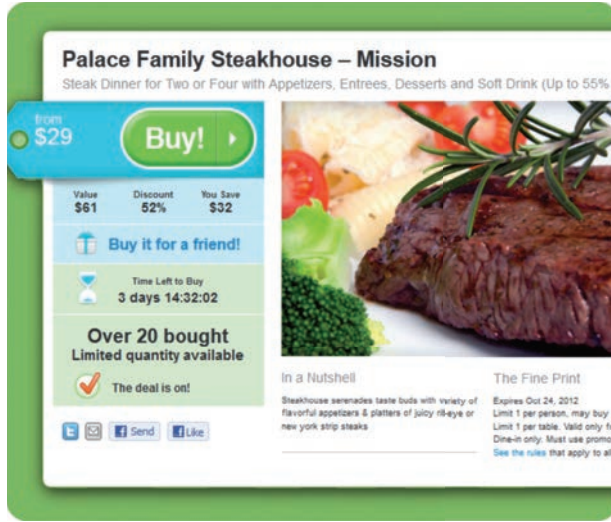 Palace Family Steakhouse – Mission
Steak Dinner for Two or Four with Appetizers, Entrees, Desserts and Soft Drink (Up to 55%
from
$29
Buy!
Value Discount You Save
$61 52% $32
Buy it for a friend!
Time Left to Buy
3 days 14:32:02
Over 20 bought
Limited quantity available
The deal is on!
Send
Like
In a Nutshell
Steakhouse serenades taste buds with variety of
flavorful appetizers & platters of juicy rib-eye or
new york strip steaks
The Fine Print
Expires Oct 24, 2012
Limit 1 per person, may buy
Limit 1 per table. Valid only
Dine-in only. Must use promo
See the rules that apply to al